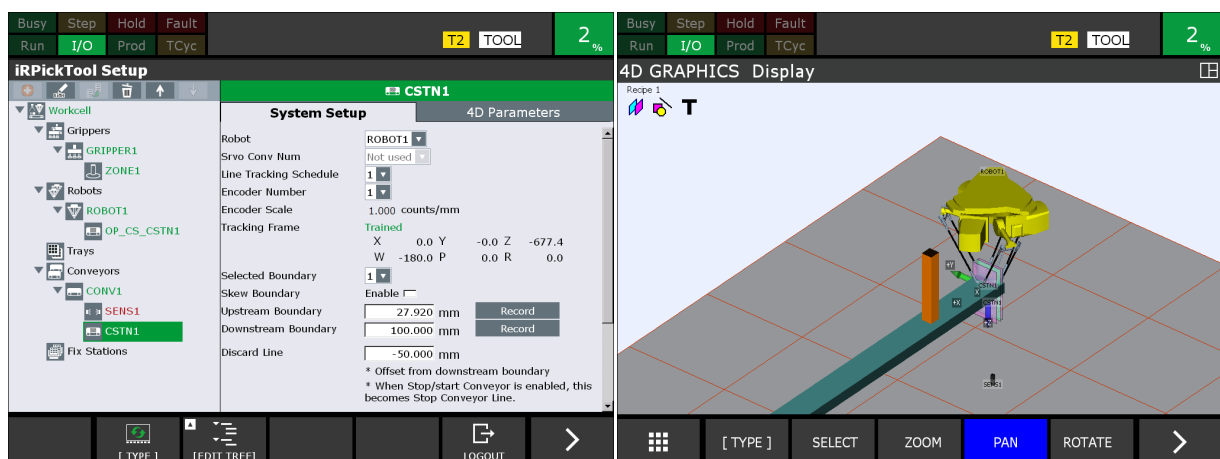 Busy Step Hold Fault
Run I/O Prod TCyc T2 TOOL 2 %
iRPickTool Setup
CSTN1
Workcell
Grippers
GRIPPER1
ZONE1
Robots
ROBOT1
OP_CS_CSTN1
Trays
Conveyors
CONV1
SENS1
CSTN1
Fix Stations
System Setup 4D Parameters
Robot ROBOT1
Srvo Conv Num Not used
Line Tracking Schedule 1
Encoder Number 1
Encoder Scale 1.000 counts/mm
Tracking Frame Trained
X 0.0 Y -0.0 Z -677.4
W -180.0 P 0.0 R 0.0
Selected Boundary 1
Skew Boundary Enable
Upstream Boundary 27.920 mm Record
Downstream Boundary 100.000 mm Record
Discard Line -50.000 mm
* Offset from downstream boundary
* When Stop/start Conveyor is enabled, this
becomes Stop Conveyor Line.
[ TYPE ] [EDIT TREE] LOGOUT
Busy Step Hold Fault
Run I/O Prod TCyc T2 TOOL 2 %
4D GRAPHICS Display
Recipe 1
T
ROBOT1
+Y
CSTN1
X
+X
CSTN1
SENS1
[ TYPE ] SELECT ZOOM PAN ROTATE